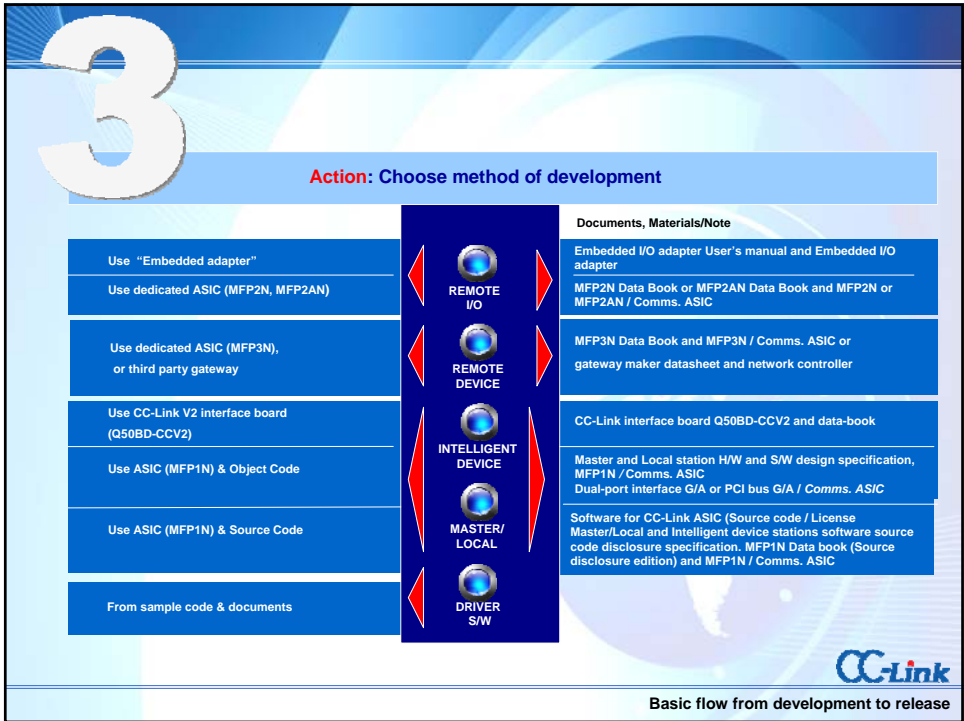 3
Action: Choose method of development
Documents, Materials/Note
Use “Embedded adapter”
Use dedicated ASIC (MFP2N, MFP2AN)
REMOTE
I/O
Embedded I/O adapter User’s manual and Embedded I/O
adapter
MFP2N Data Book or MFP2AN Data Book and MFP2N or
MFP2AN / Comms. ASIC
Use dedicated ASIC (MFP3N),
or third party gateway
REMOTE
DEVICE
MFP3N Data Book and MFP3N / Comms. ASIC or
gateway maker datasheet and network controller
Use CC-Link V2 interface board
(Q50BD-CCV2)
Use ASIC (MFP1N) & Object Code
Use ASIC (MFP1N) & Source Code
INTELLIGENT
DEVICE
MASTER/
LOCAL
CC-Link interface board Q50BD-CCV2 and data-book
Master and Local station H/W and S/W design specification,
MFP1N / Comms. ASIC
Dual-port interface G/A or PCI bus G/A / Comms. ASIC
Software for CC-Link ASIC (Source code / License
Master/Local and Intelligent device stations software source
code disclosure specification. MFP1N Data book (Source
disclosure edition) and MFP1N / Comms. ASIC
From sample code & documents
DRIVER
S/W
CC-Link
Basic flow from development to release